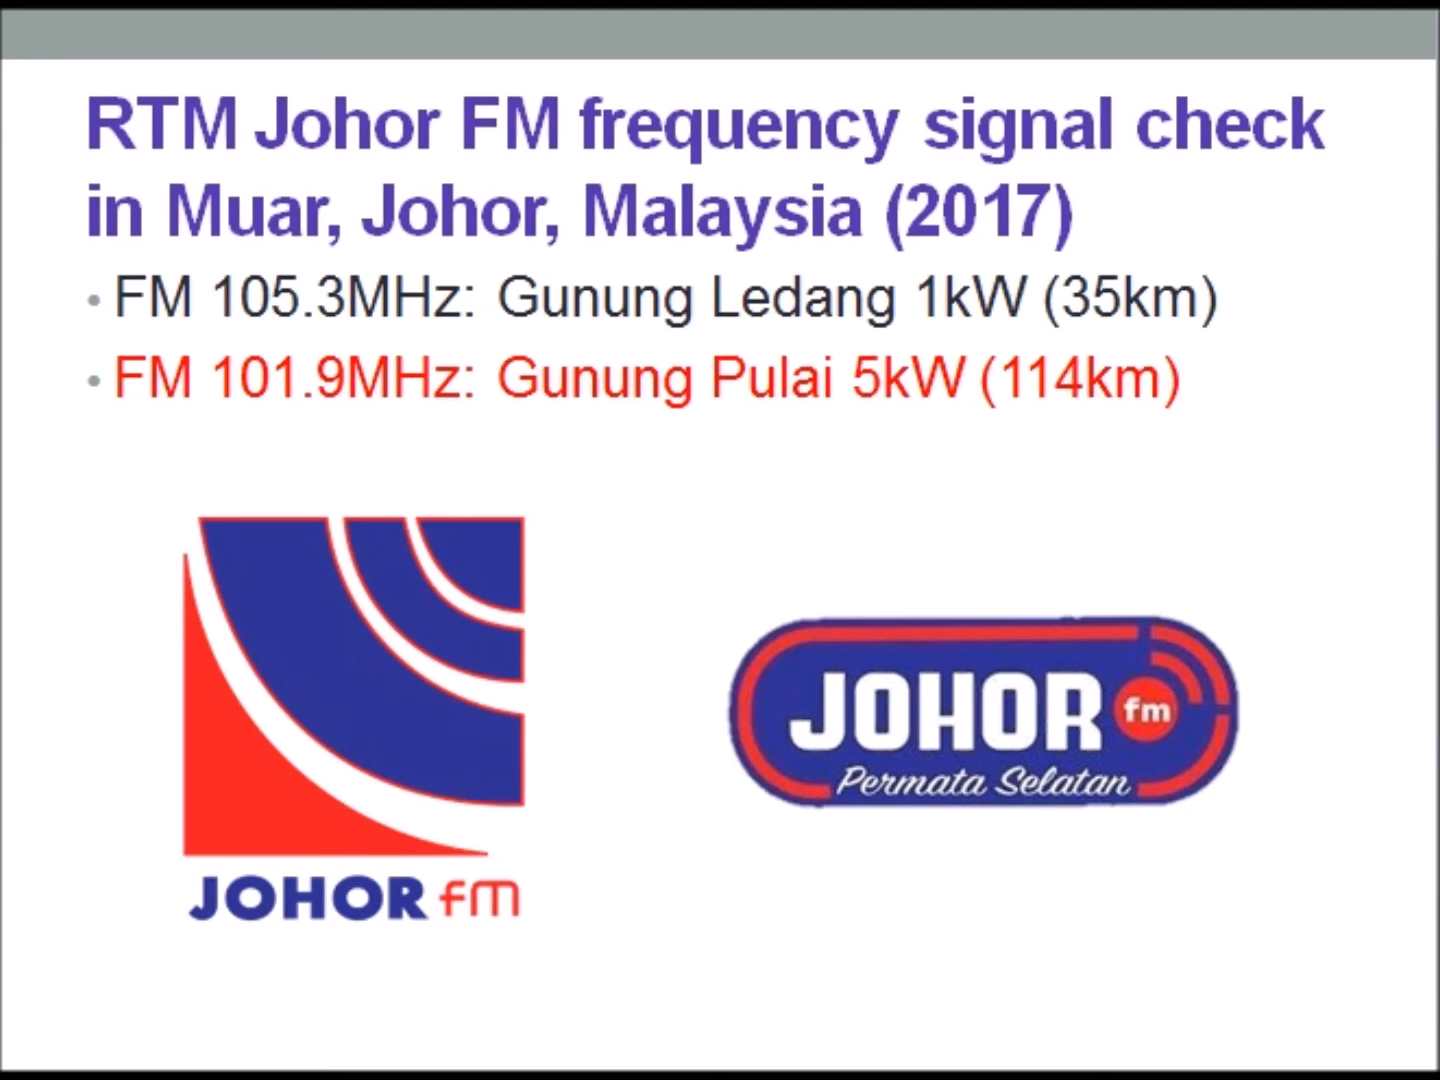 RTM Johor FM frequency signal check
in Muar, Johor, Malaysia (2017)
• FM 105.3MHz: Gunung Ledang 1kW (35km)
• FM 101.9MHz: Gunung Pulai 5kW (114km)
JOHOR fm
JOHOR fm
Permata Selatan